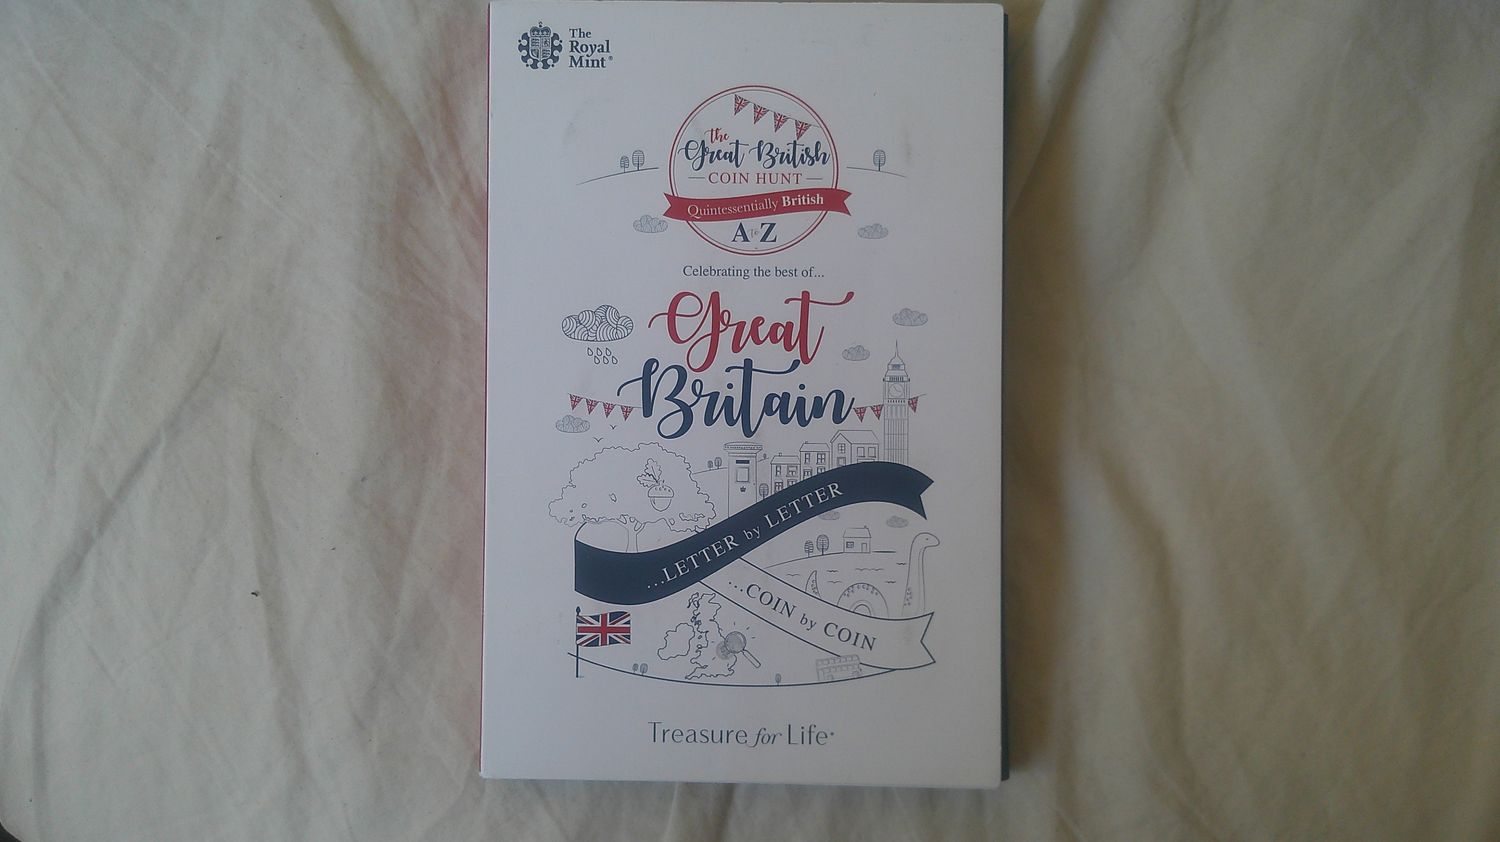 The
Royal
Mint®
the
Great British
COIN HUNT
Quintessentially British
A to Z
Celebrating the best of...
Great
Britain
...LETTER by LETTER
...COIN by COIN
Treasure for Life